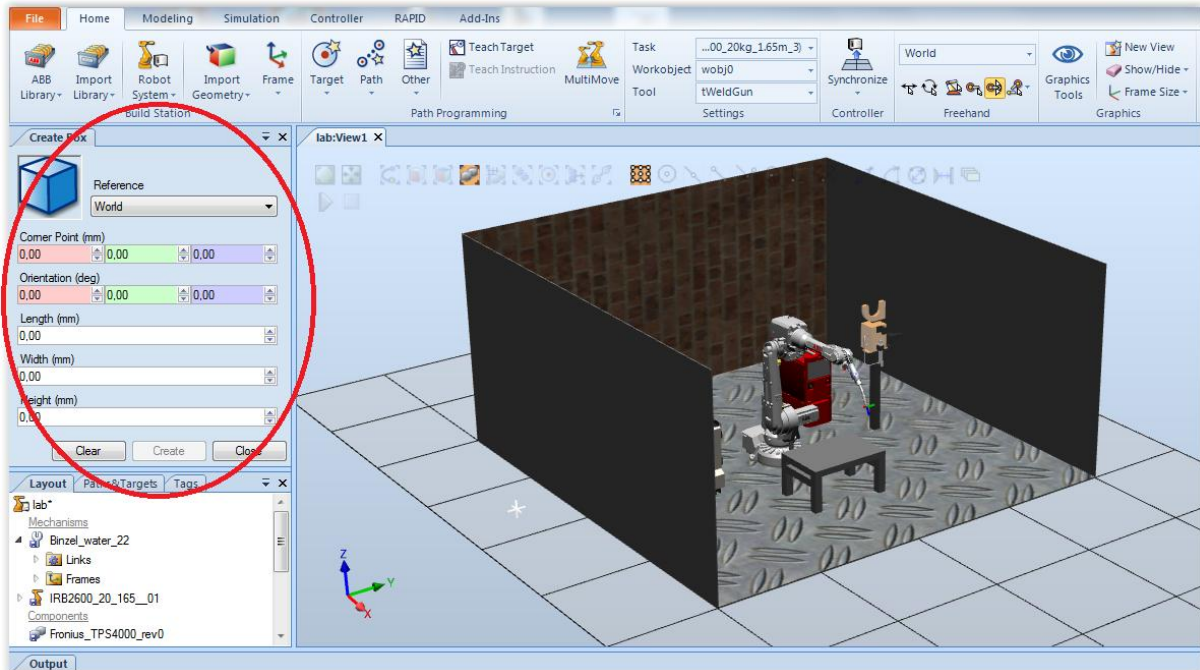 File Home Modeling Simulation Controller RAPID Add-Ins
ABB Library
Import Library
Robot System
Import Geometry
Frame
Build Station
Target
Path
Other
Teach Target
Teach Instruction
MultiMove
Path Programming
Task ...00_20kg_1.65m_3)
Workobject wobj0
Tool tWeldGun
Settings
Synchronize
Controller
World
Freehand
Graphics Tools
New View
Show/Hide
Frame Size
Graphics
Create Box
lab:View1
Reference
World
Corner Point (mm)
0,00 0,00 0,00
Orientation (deg)
0,00 0,00 0,00
Length (mm)
0,00
Width (mm)
0,00
Height (mm)
0,00
Clear Create Close
Layout Paths&Targets Tags
lab*
Mechanisms
Binzel_water_22
Links
Frames
IRB2600_20_165__01
Components
Fronius_TPS4000_rev0
Z
Y
X
Output